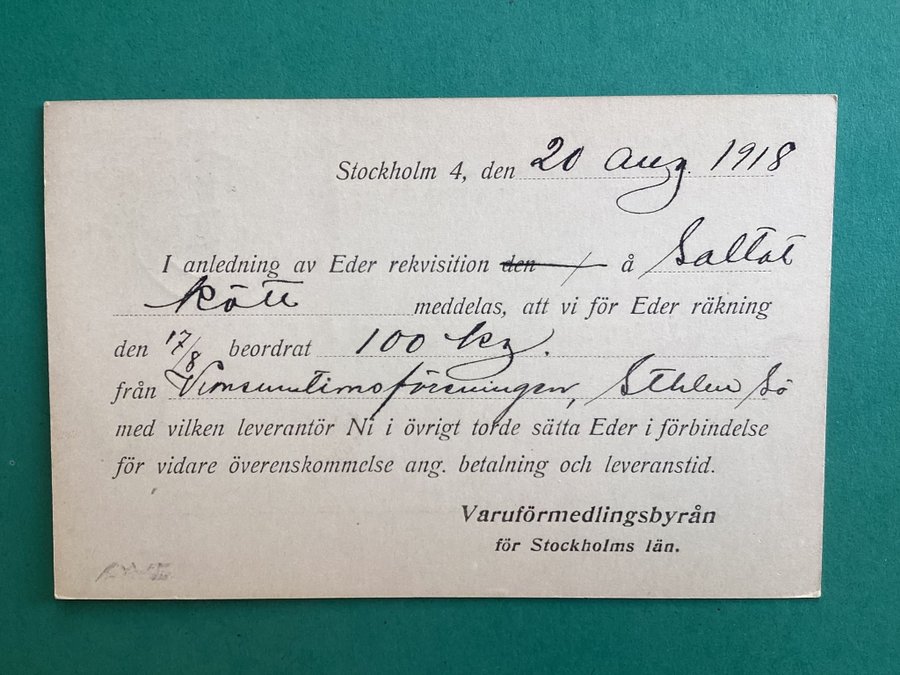 Stockholm 4, den 20 aug. 1918
I anledning av Eder rekvisition den / å Saltat
kött meddelas, att vi för Eder räkning
den 17/8 beordrat 100 kg.
från
med vilken leverantör Ni i övrigt torde sätta Eder i förbindelse
för vidare överenskommelse ang. betalning och leveranstid.
Varuförmedlingsbyrån
för Stockholms län.